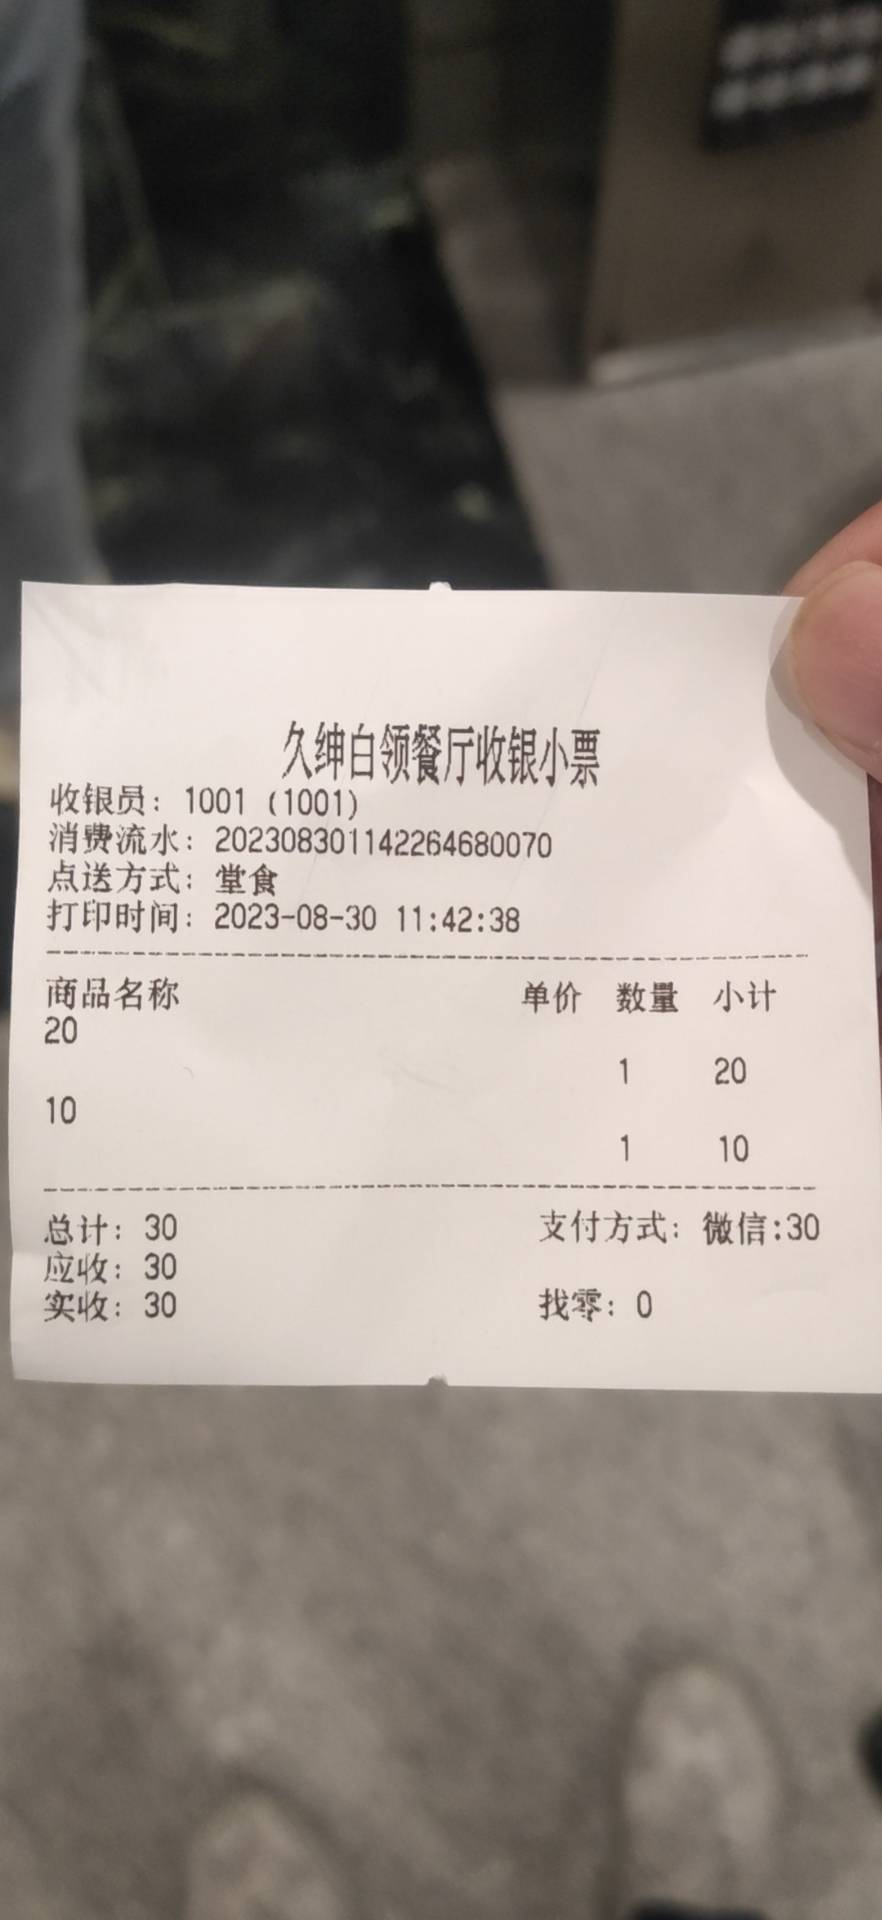 久绅白领餐厅收银小票
收银员: 1001 (1001)
消费流水: 202308301142264680070
点送方式: 堂食
打印时间: 2023-08-30 11:42:38
商品名称 单价 数量 小计
20
1 20
10
1 10
总计: 30 支付方式: 微信:30
应收: 30
实收: 30 找零: 0